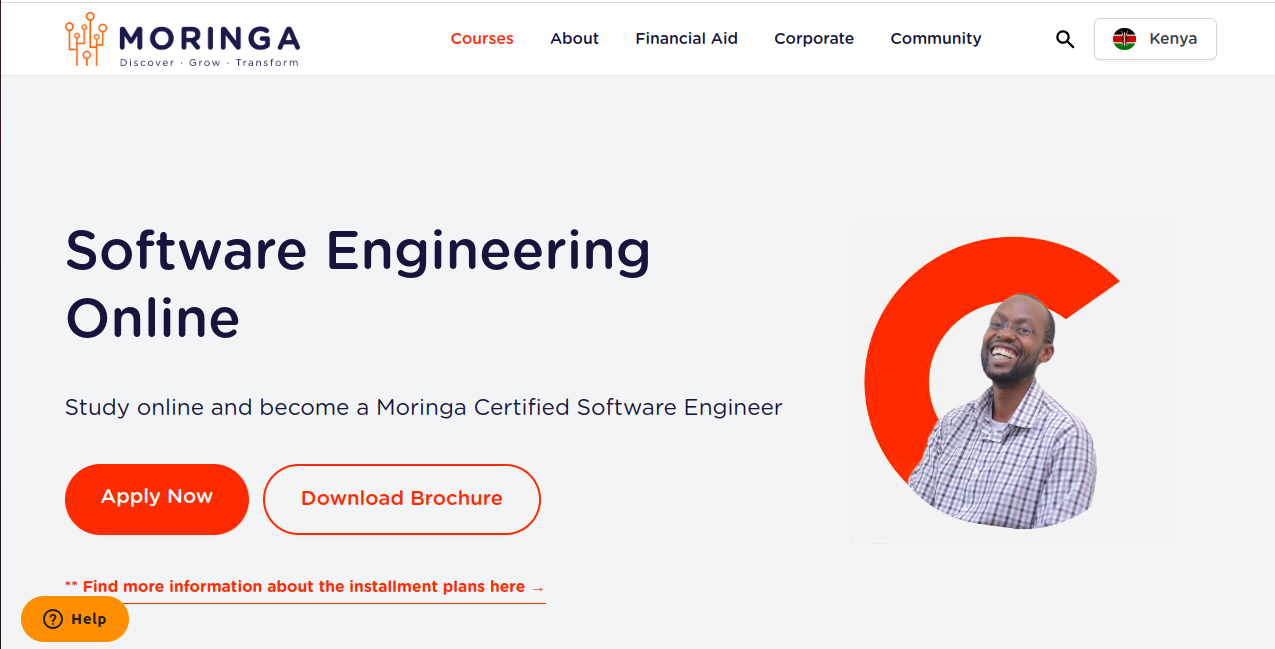 MORINGA
Discover · Grow · Transform
Courses About Financial Aid Corporate Community
Kenya
Software Engineering
Online
Study online and become a Moringa Certified Software Engineer
Apply Now Download Brochure
** Find more information about the installment plans here →
? Help